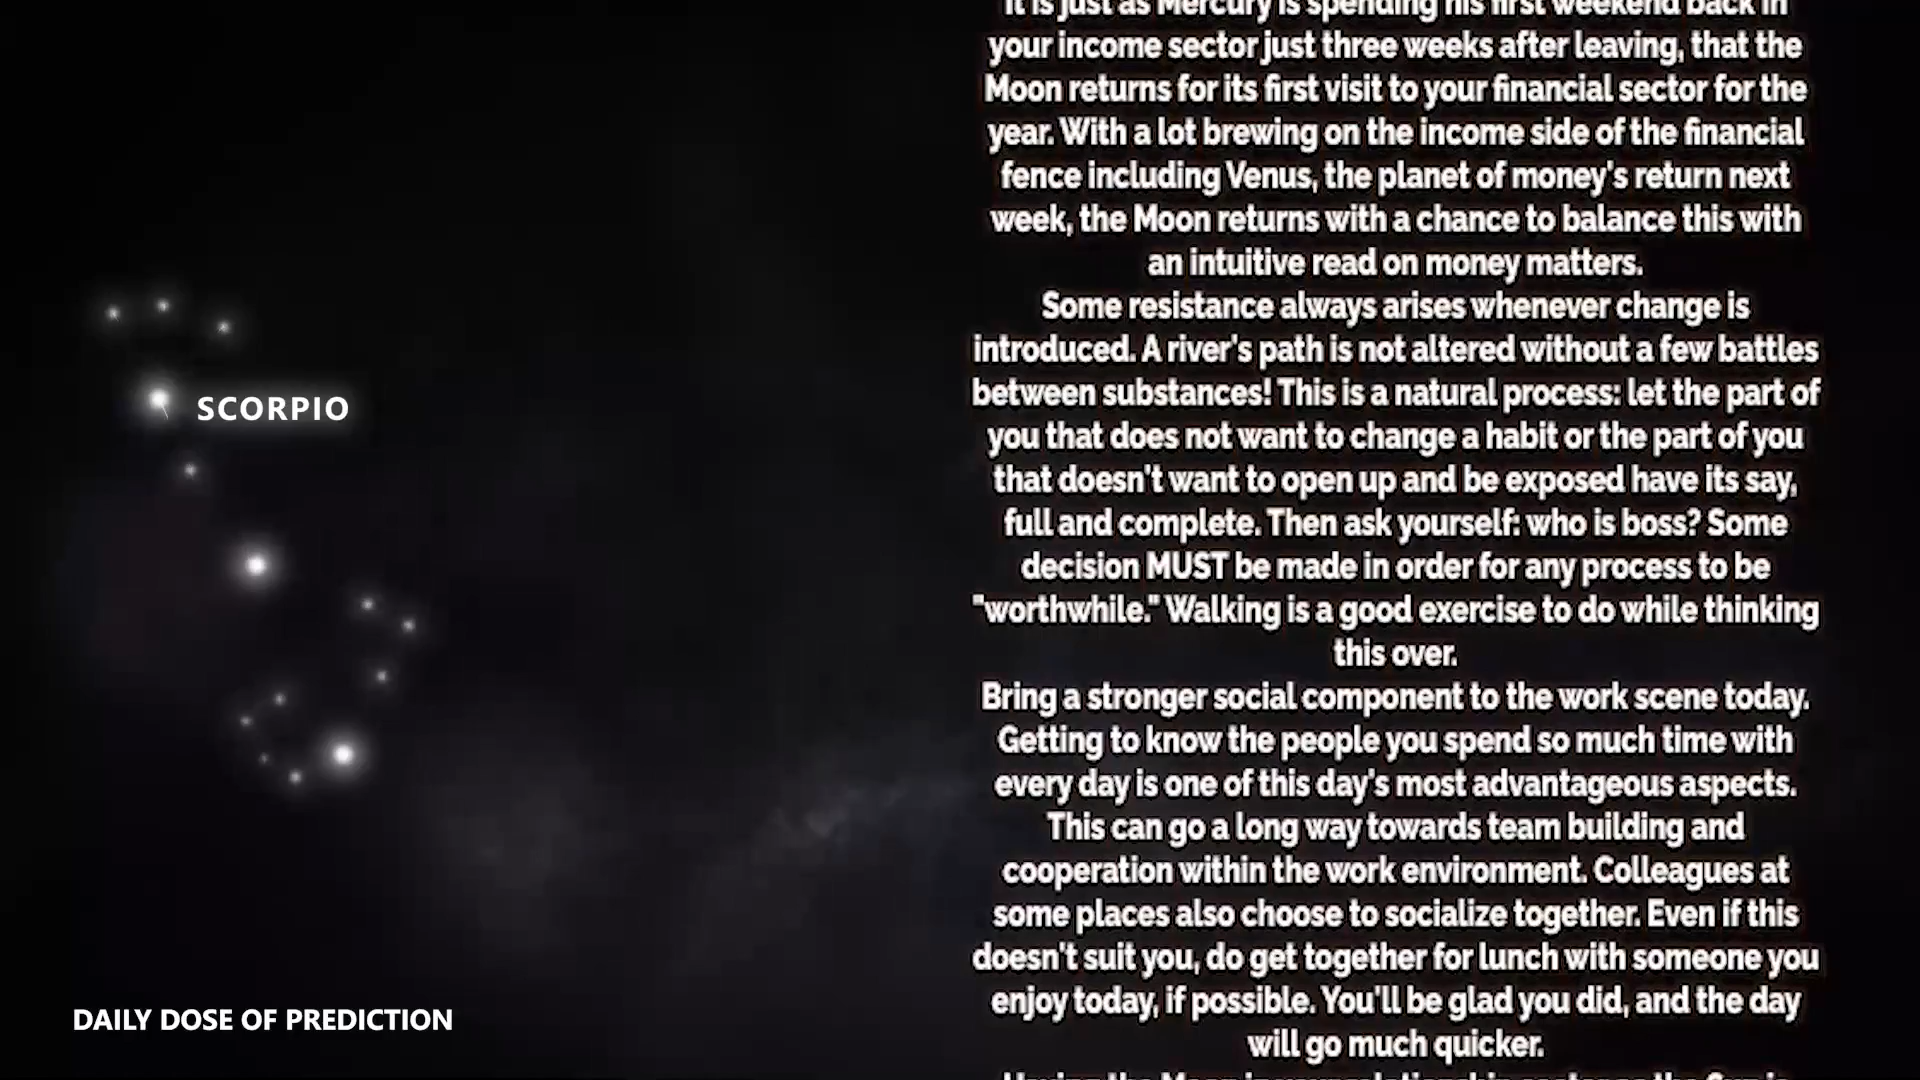 It is just as Mercury is spending his first weekend back in
your income sector just three weeks after leaving, that the
Moon returns for its first visit to your financial sector for the
year. With a lot brewing on the income side of the financial
fence including Venus, the planet of money's return next
week, the Moon returns with a chance to balance this with
an intuitive read on money matters.
Some resistance always arises whenever change is
introduced. A river's path is not altered without a few battles
between substances! This is a natural process: let the part of
you that does not want to change a habit or the part of you
that doesn't want to open up and be exposed have its say,
full and complete. Then ask yourself: who is boss? Some
decision MUST be made in order for any process to be
"worthwhile." Walking is a good exercise to do while thinking
this over.
Bring a stronger social component to the work scene today.
Getting to know the people you spend so much time with
every day is one of this day's most advantageous aspects.
This can go a long way towards team building and
cooperation within the work environment. Colleagues at
some places also choose to socialize together. Even if this
doesn't suit you, do get together for lunch with someone you
enjoy today, if possible. You'll be glad you did, and the day
will go much quicker.
SCORPIO
DAILY DOSE OF PREDICTION